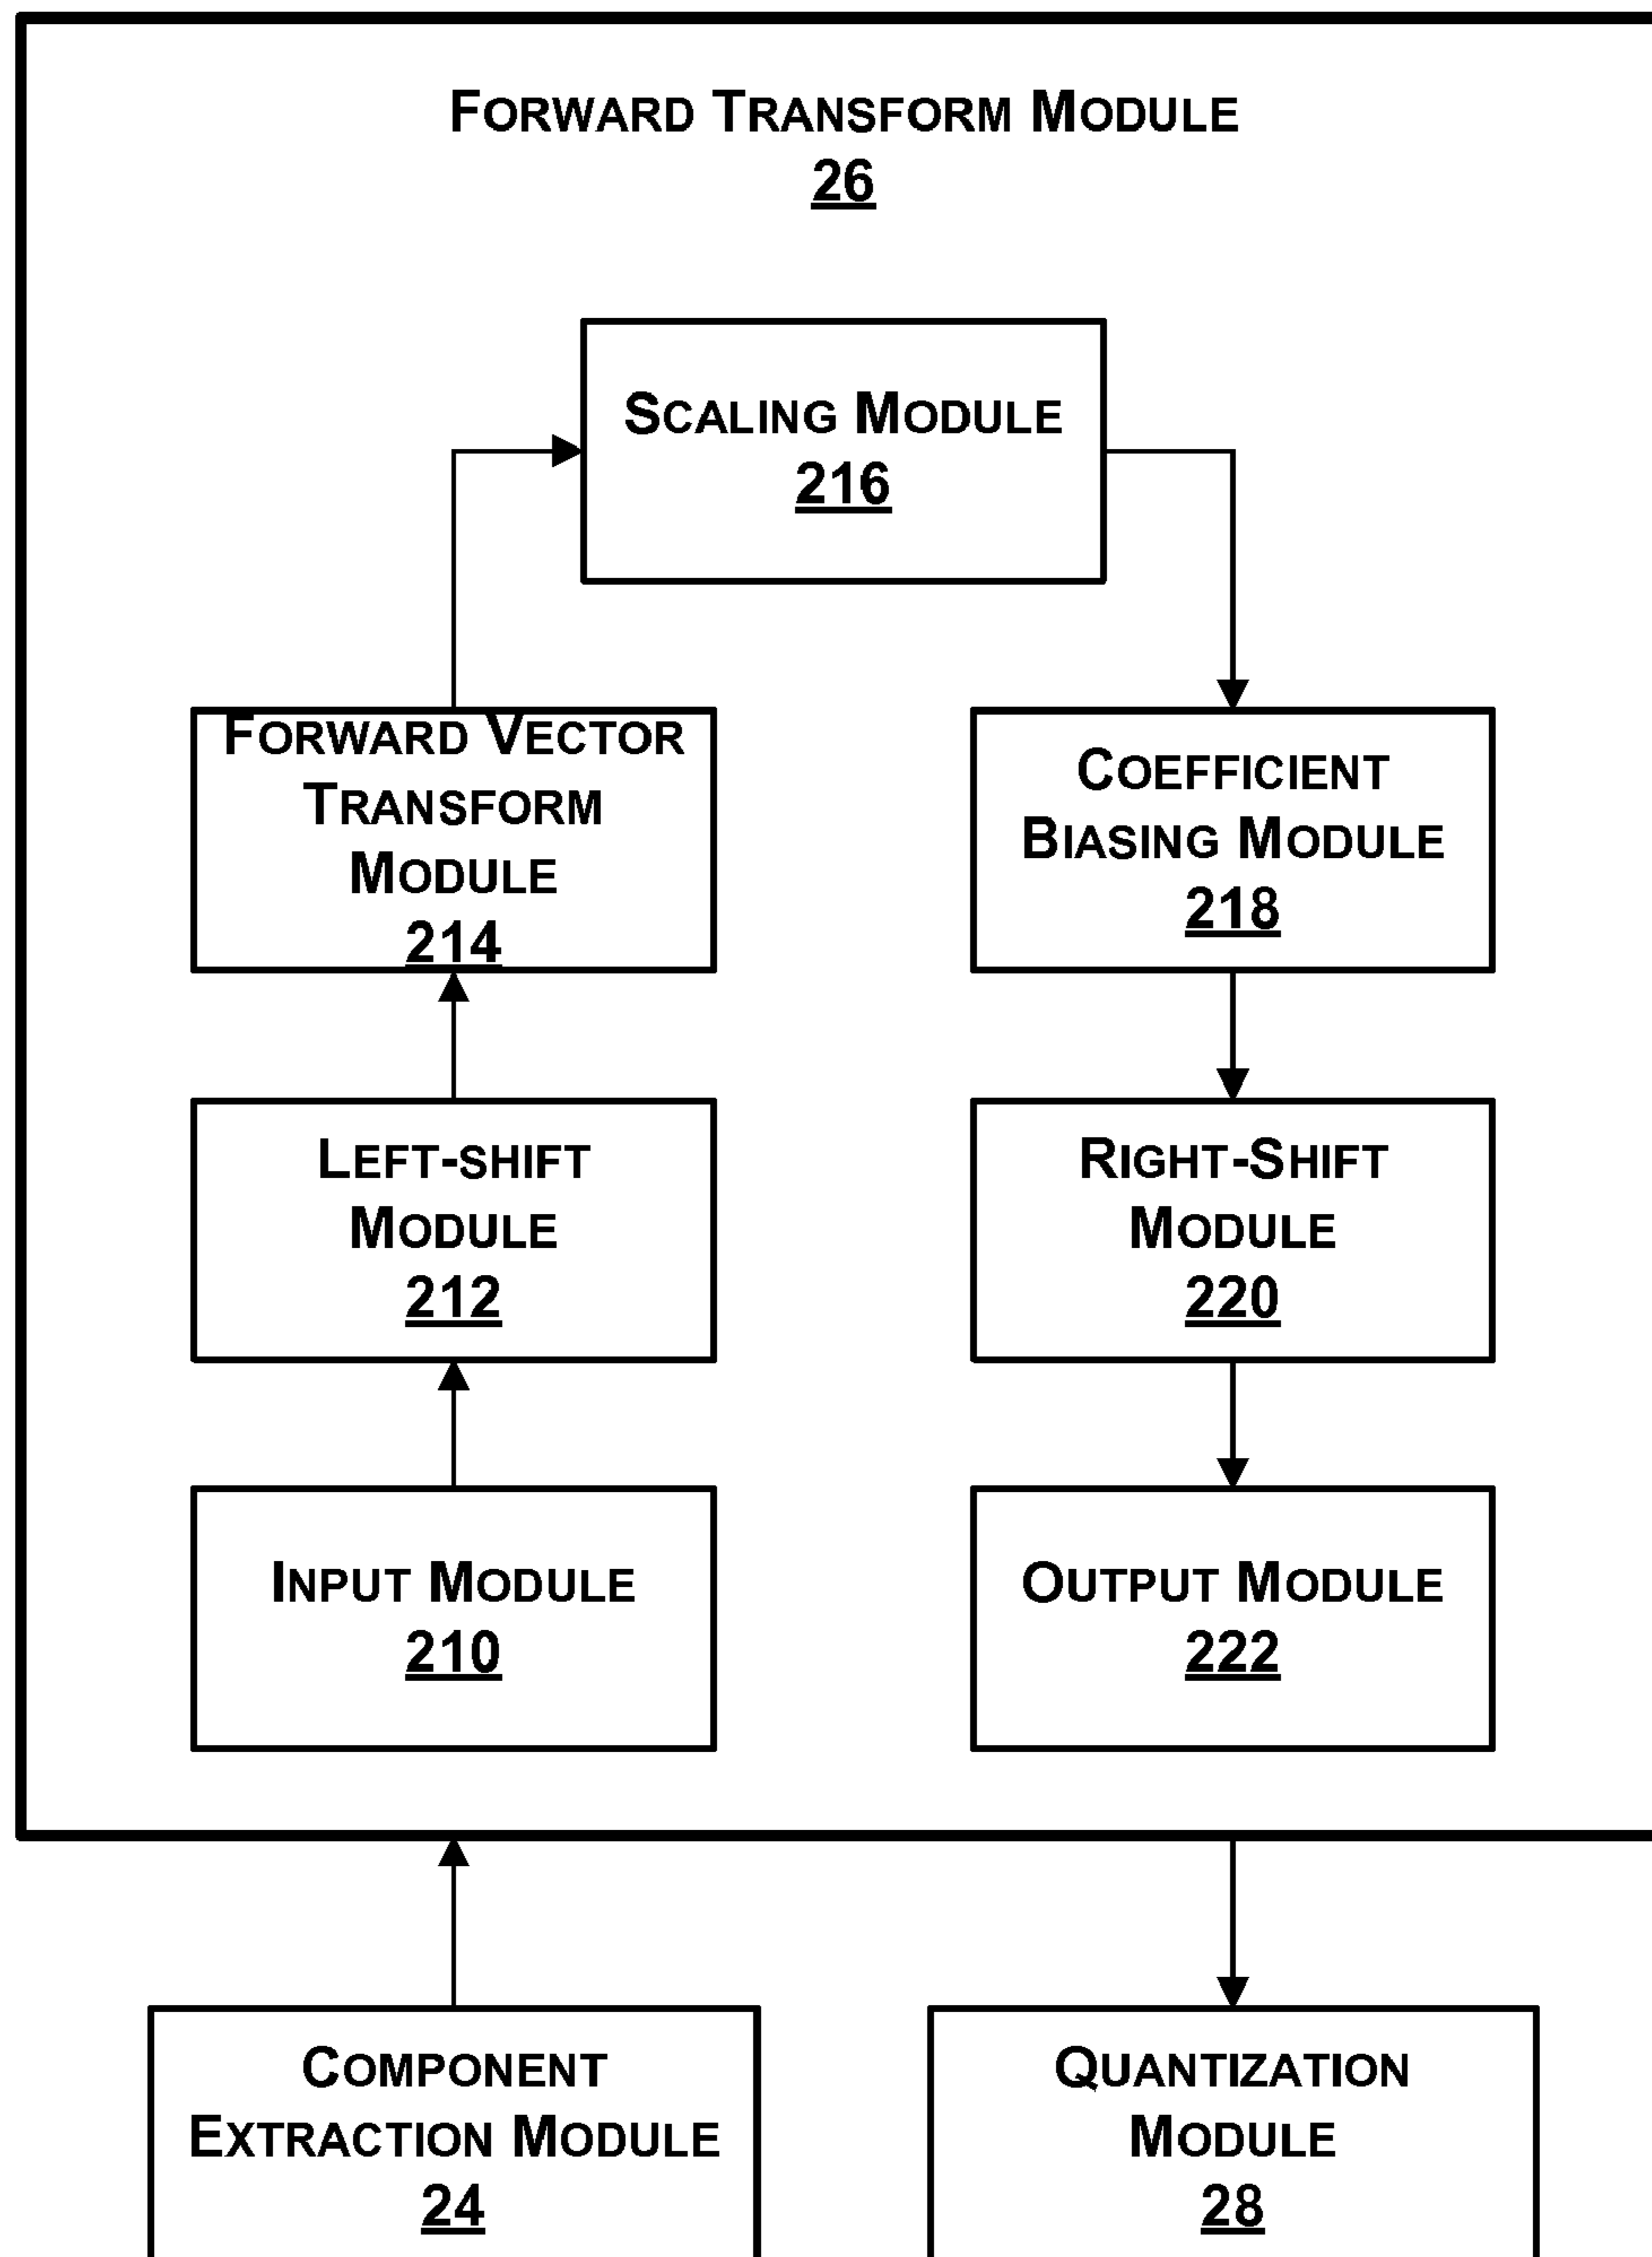 FORWARD TRANSFORM MODULE
26
SCALING MODULE
216
FORWARD VECTOR
TRANSFORM
MODULE
214
COEFFICIENT
BIASING MODULE
218
LEFT-SHIFT
MODULE
212
RIGHT-SHIFT
MODULE
220
INPUT MODULE
210
OUTPUT MODULE
222
COMPONENT
EXTRACTION MODULE
24
QUANTIZATION
MODULE
28